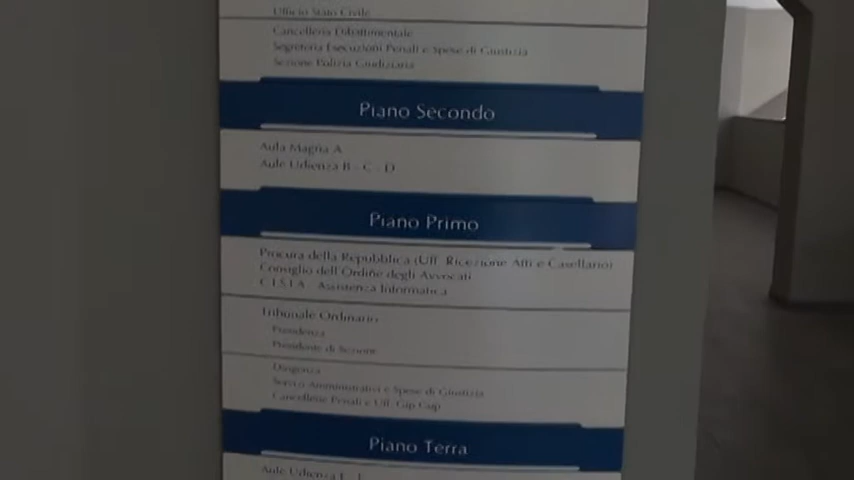 Ufficio Stato Civile
Cancelleria Dibattimentale
Segreteria Esecuzioni Penali e Spese di Giustizia
Sezione Polizia Giudiziaria
Piano Secondo
Aula Magna A
Aule Udienza B - C - D
Piano Primo
Procura della Repubblica (Uff. Ricezione Atti e Casellario)
Consiglio dell'Ordine degli Avvocati
C.I.S.I.A. - Assistenza Informatica
Tribunale Ordinario
Presidenza
Presidente di Sezione
Dirigenza
Servizi Amministrativi e Spese di Giustizia
Cancellerie Penali e Uff. Gip Gup
Piano Terra
Aule Udienza